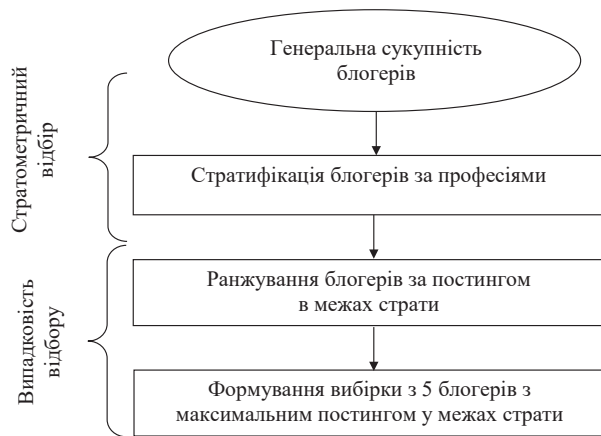 Генеральна сукупність
блогерів
Стратометричний
відбір
Стратифікація блогерів за професіями
Ранжування блогерів за постингом
в межах страти
Випадковість
відбору
Формування вибірки з 5 блогерів з
максимальним постингом у межах страти